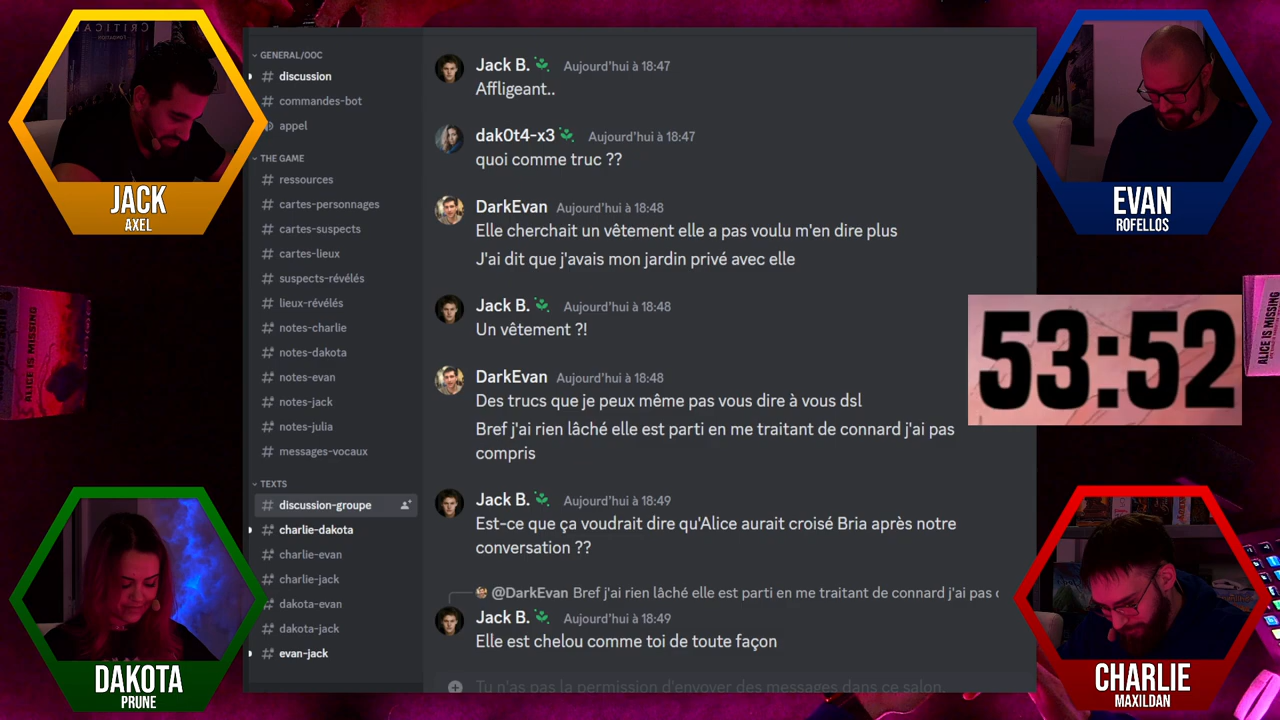 JACK
AXEL
GENERAL/OOC
discussion
commandes-bot
appel
THE GAME
ressources
cartes-personnages
cartes-suspects
cartes-lieux
suspects-révélés
lieux-révélés
notes-charlie
notes-dakota
notes-evan
notes-jack
notes-julia
messages-vocaux
TEXTS
discussion-groupe
charlie-dakota
charlie-evan
charlie-jack
dakota-evan
dakota-jack
evan-jack
Jack B. Aujourd'hui à 18:47
Affligeant..
dak0t4-x3 Aujourd'hui à 18:47
quoi comme truc ??
DarkEvan Aujourd'hui à 18:48
Elle cherchait un vêtement elle a pas voulu m'en dire plus
J'ai dit que j'avais mon jardin privé avec elle
Jack B. Aujourd'hui à 18:48
Un vêtement ?!
DarkEvan Aujourd'hui à 18:48
Des trucs que je peux même pas vous dire à vous dsl
Bref j'ai rien lâché elle est parti en me traitant de connard j'ai pas
compris
Jack B. Aujourd'hui à 18:49
Est-ce que ça voudrait dire qu'Alice aurait croisé Bria après notre
conversation ??
@DarkEvan Bref j'ai rien lâché elle est parti en me traitant de connard j'ai pas c
Jack B. Aujourd'hui à 18:49
Elle est chelou comme toi de toute façon
Tu n'as pas la permission d'envoyer des messages dans ce salon.
EVAN
ROFELLOS
53:52
ALICE IS MISSING
ALICE IS MISSING
DAKOTA
PRUNE
CHARLIE
MAXILDAN